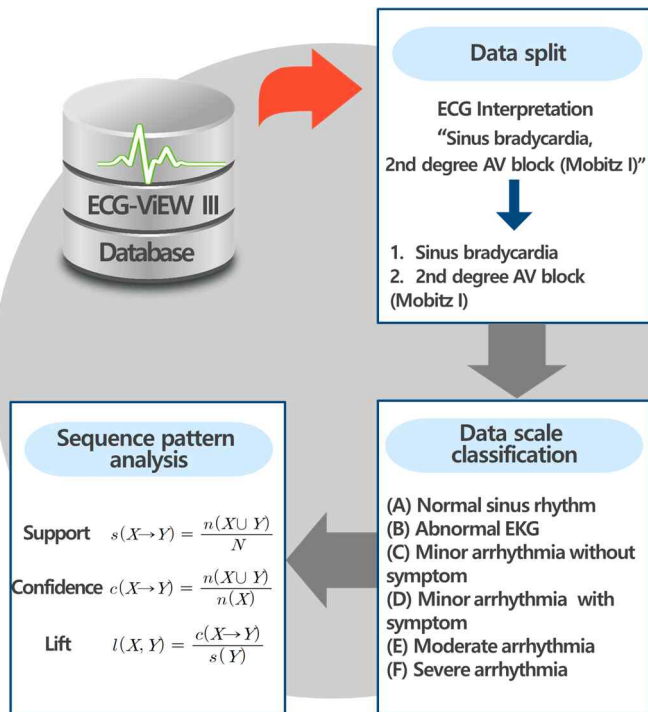 ECG-ViEW III
Database
Data split
ECG Interpretation
“Sinus bradycardia,
2nd degree AV block (Mobitz I)”
1. Sinus bradycardia
2. 2nd degree AV block
(Mobitz I)
Data scale
classification
(A) Normal sinus rhythm
(B) Abnormal EKG
(C) Minor arrhythmia without
symptom
(D) Minor arrhythmia with
symptom
(E) Moderate arrhythmia
(F) Severe arrhythmia
Sequence pattern
analysis
Support s(X→Y) = n(X∪Y) / N
Confidence c(X→Y) = n(X∪Y) / n(X)
Lift l(X, Y) = c(X→Y) / s(Y)